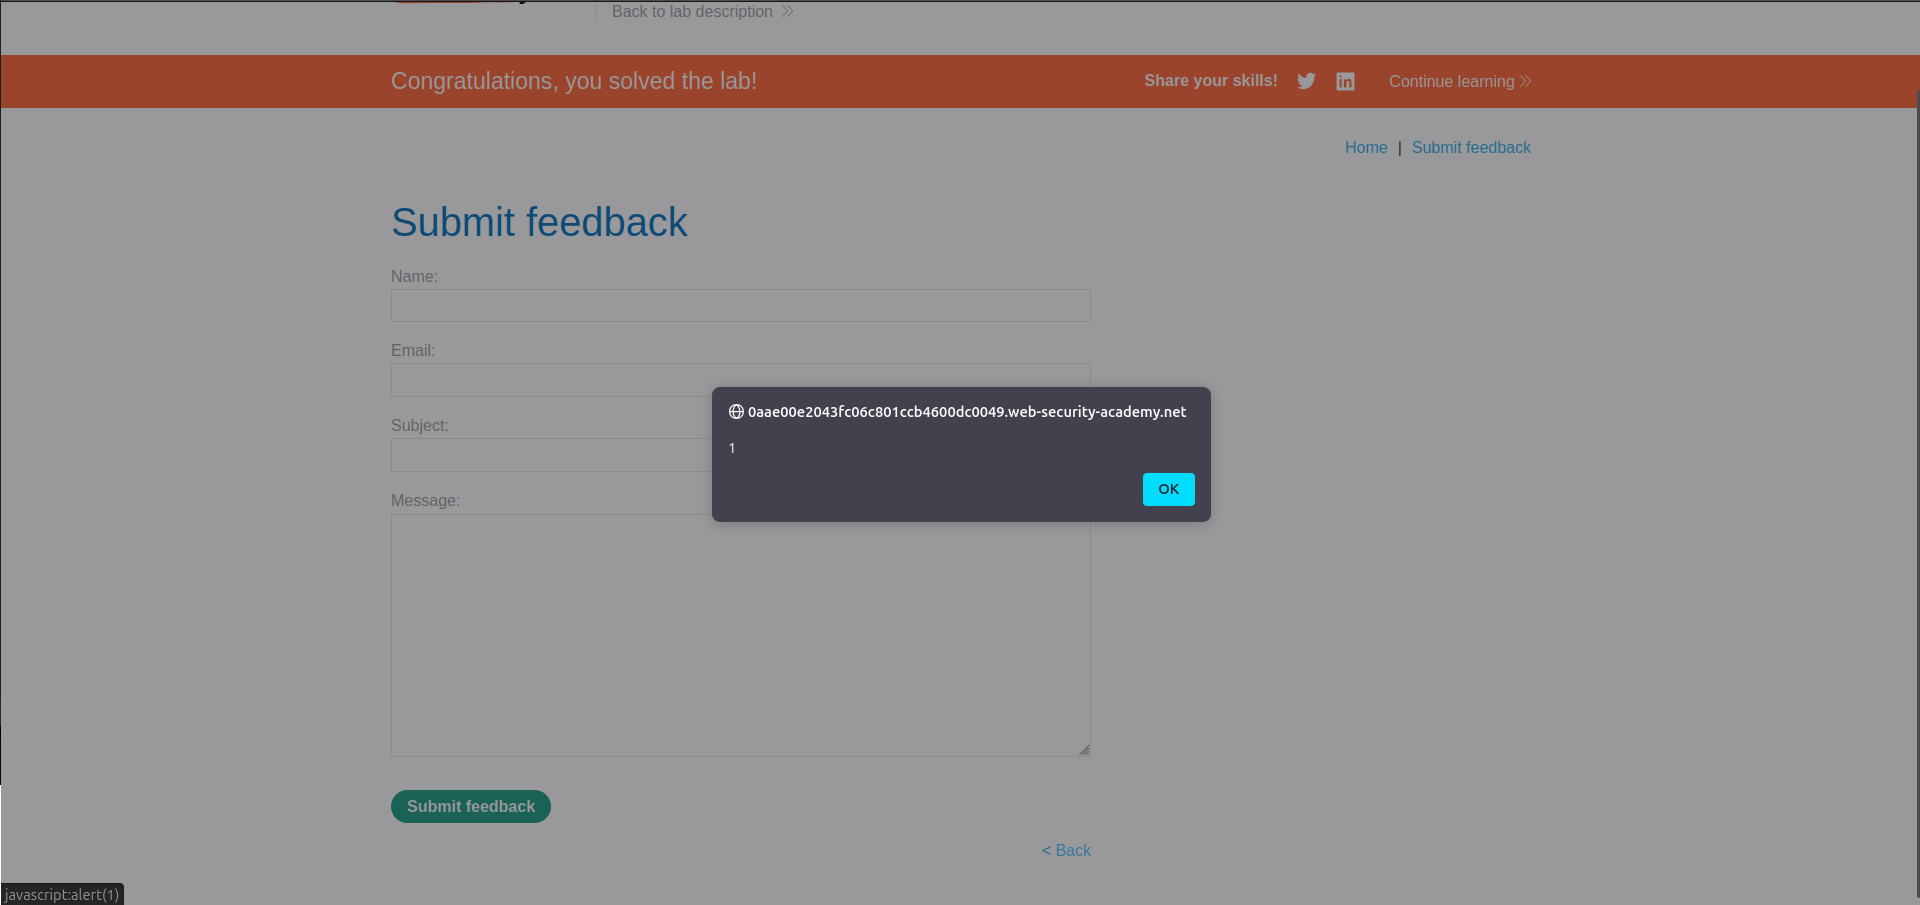 Back to lab description
Congratulations, you solved the lab!
Share your skills!
Continue learning
Home | Submit feedback
Submit feedback
Name:
Email:
0aae00e2043fc06c801ccb4600dc0049.web-security-academy.net
Subject:
1
OK
Message:
Submit feedback
< Back
javascript:alert(1)